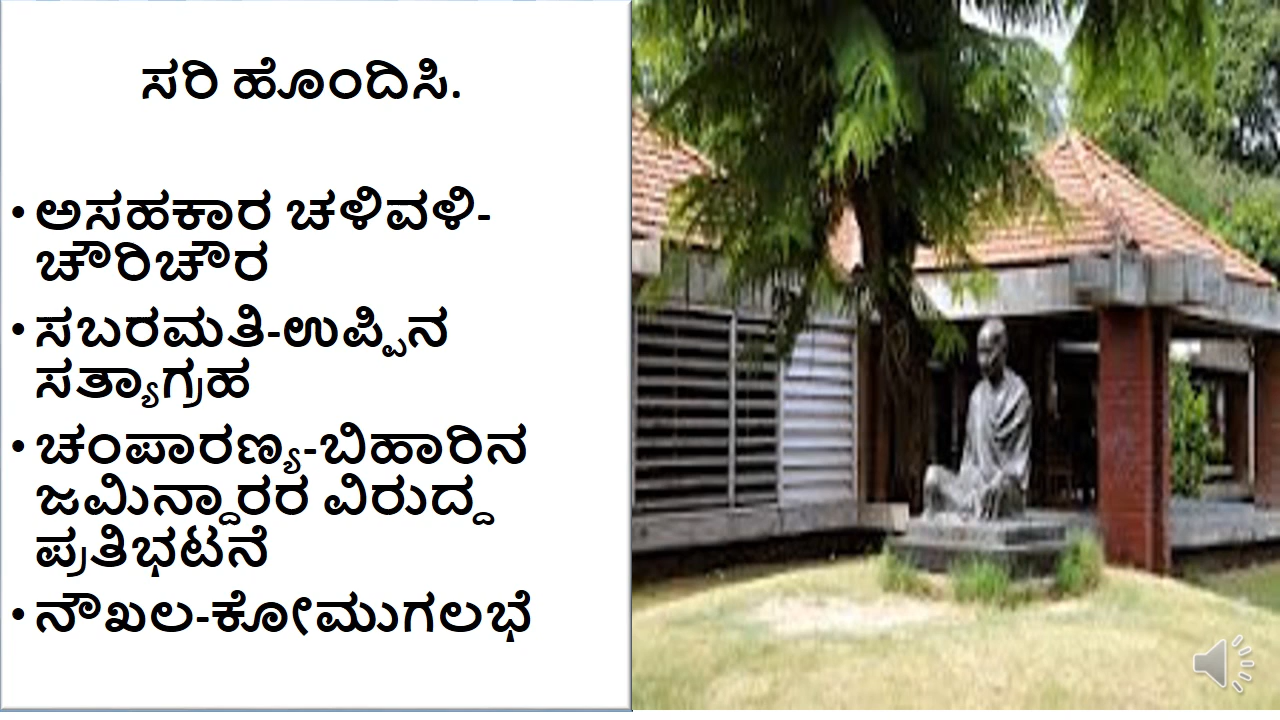 ಸರಿ ಹೊಂದಿಸಿ.
• ಅಸಹಕಾರ ಚಳಿವಳಿ-
ಚೌರಿಚೌರ
• ಸಬರಮತಿ-ಉಪ್ಪಿನ
ಸತ್ಯಾಗ್ರಹ
• ಚಂಪಾರಣ್ಯ-ಬಿಹಾರಿನ
ಜಮಿನ್ದಾರರ ವಿರುದ್ದ
ಪ್ರತಿಭಟನೆ
• ನೌಖಲ-ಕೋಮುಗಲಭೆ